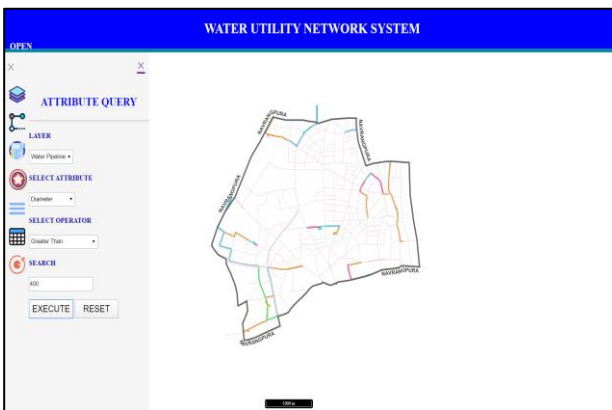 WATER UTILITY NETWORK SYSTEM
OPEN
×
X
ATTRIBUTE QUERY
LAYER
Water Pipeline
SELECT ATTRIBUTE
Diameter
SELECT OPERATOR
Greater Than
SEARCH
400
EXECUTE RESET
NAVRANGPURA
NAVRANGPURA
NAVRANGPURA
NAVRANGPURA
NAVRANGPURA
1000 m